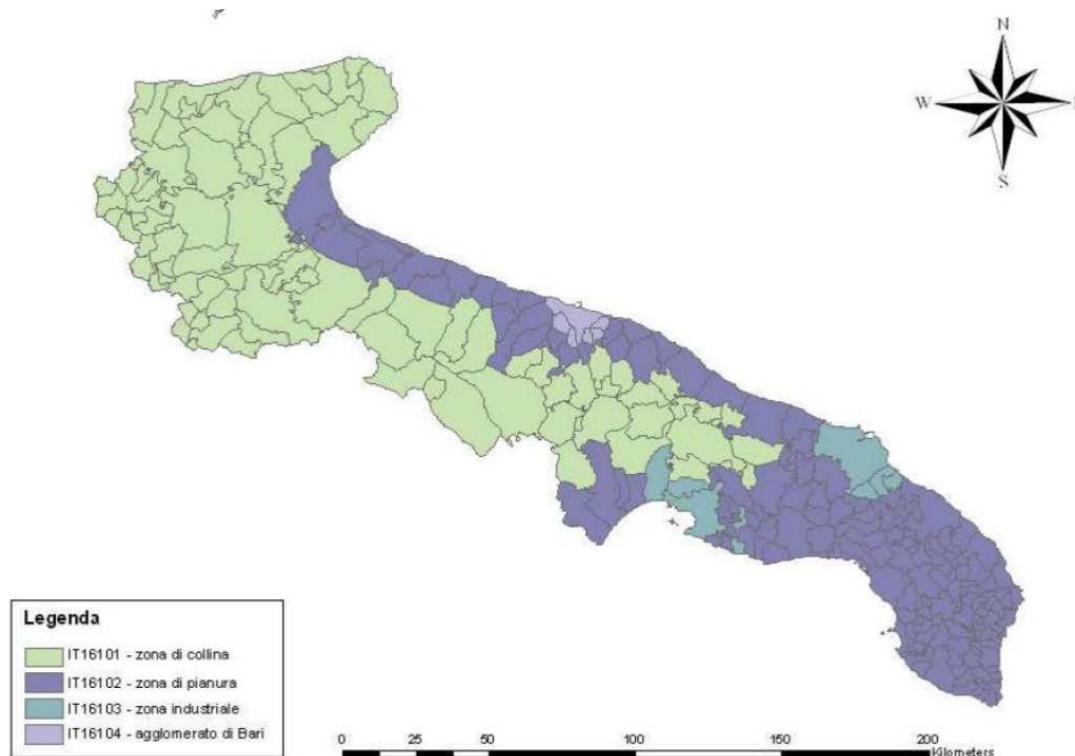 N
W
S
Legenda
IT16101 - zona di collina
IT16102 - zona di pianura
IT16103 - zona industriale
IT16104 - agglomerato di Bari
0 25 50 100 150 200
Kilometers